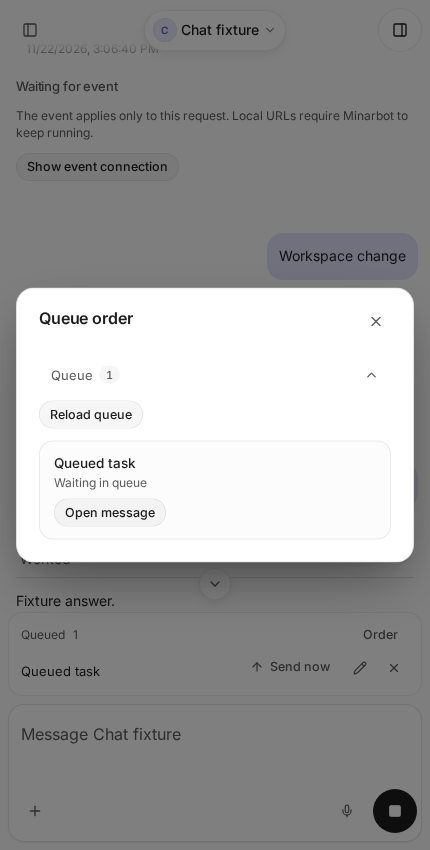 C Chat fixture
11/22/2026, 3:06:40 PM
Waiting for event
The event applies only to this request. Local URLs require Minarbot to
keep running.
Show event connection
Workspace change
Queue order
Queue 1
Reload queue
Queued task
Waiting in queue
Open message
Fixture answer.
Queued 1 Order
Queued task Send now
Message Chat fixture